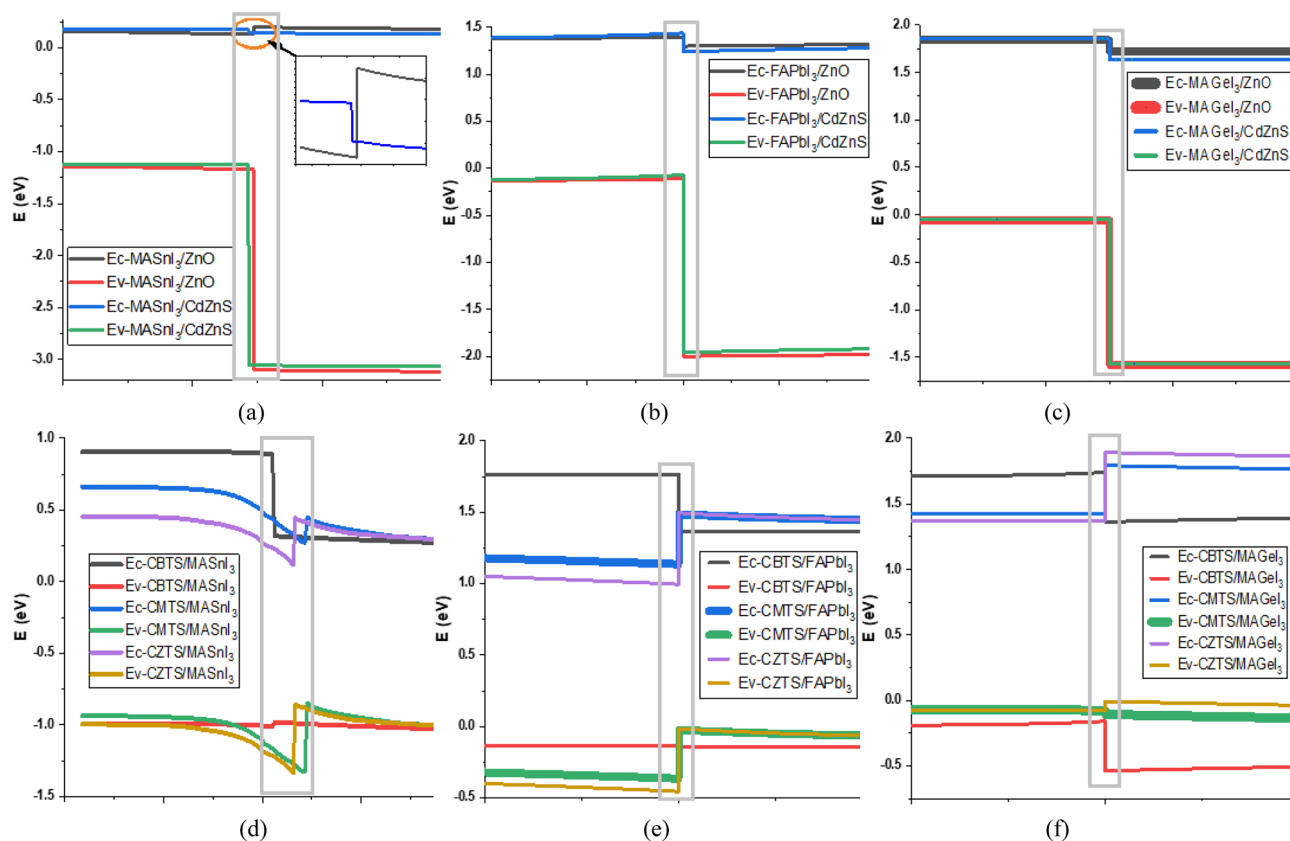 0.0
-0.5
-1.0
-1.5
-2.0
-2.5
-3.0
E (eV)
Ec-MASnI₃/ZnO
Ev-MASnI₃/ZnO
Ec-MASnI₃/CdZnS
Ev-MASnI₃/CdZnS
(a)
1.5
1.0
0.5
0.0
-0.5
-1.0
-1.5
-2.0
E (eV)
Ec-FAPbI₃/ZnO
Ev-FAPbI₃/ZnO
Ec-FAPbI₃/CdZnS
Ev-FAPbI₃/CdZnS
(b)
2.0
1.5
1.0
0.5
0.0
-0.5
-1.0
-1.5
E (eV)
Ec-MAGeI₃/ZnO
Ev-MAGeI₃/ZnO
Ec-MAGeI₃/CdZnS
Ev-MAGeI₃/CdZnS
(c)
1.0
0.5
0.0
-0.5
-1.0
-1.5
E (eV)
Ec-CBTS/MASnI₃
Ev-CBTS/MASnI₃
Ec-CMTS/MASnI₃
Ev-CMTS/MASnI₃
Ec-CZTS/MASnI₃
Ev-CZTS/MASnI₃
(d)
2.0
1.5
1.0
0.5
0.0
-0.5
E (eV)
Ec-CBTS/FAPbI₃
Ev-CBTS/FAPbI₃
Ec-CMTS/FAPbI₃
Ev-CMTS/FAPbI₃
Ec-CZTS/FAPbI₃
Ev-CZTS/FAPbI₃
(e)
2.0
1.5
1.0
0.5
0.0
-0.5
E (eV)
Ec-CBTS/MAGeI₃
Ev-CBTS/MAGeI₃
Ec-CMTS/MAGeI₃
Ev-CMTS/MAGeI₃
Ec-CZTS/MAGeI₃
Ev-CZTS/MAGeI₃
(f)